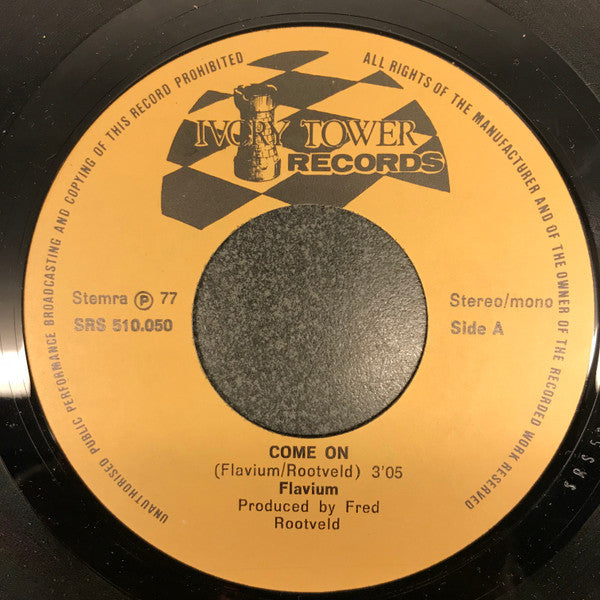 UNAUTHORISED PUBLIC PERFORMANCE BROADCASTING AND COPYING OF THIS RECORD PROHIBITED
ALL RIGHTS OF THE MANUFACTURER AND OF THE OWNER OF THE RECORDED WORK RESERVED
IVORY TOWER
RECORDS
Stemra Ⓟ 77
SRS 510.050
Stereo/mono
Side A
COME ON
(Flavium/Rootveld) 3'05
Flavium
Produced by Fred
Rootveld
SRS 5